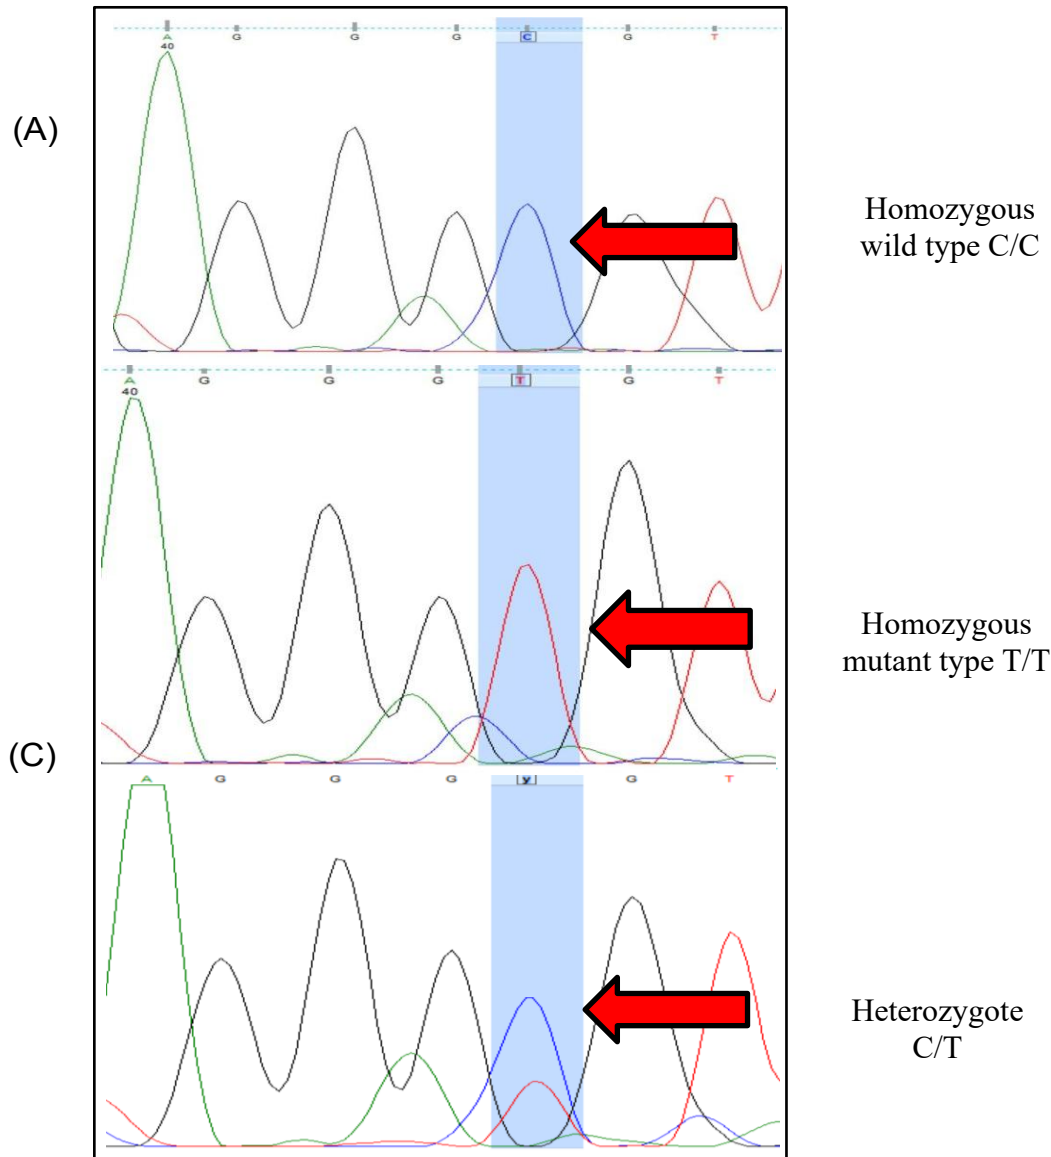 A G G G C G T
40
(A)
Homozygous
wild type C/C
A G G G T G T
40
Homozygous
mutant type T/T
(C)
A G G G y G T
Heterozygote
C/T